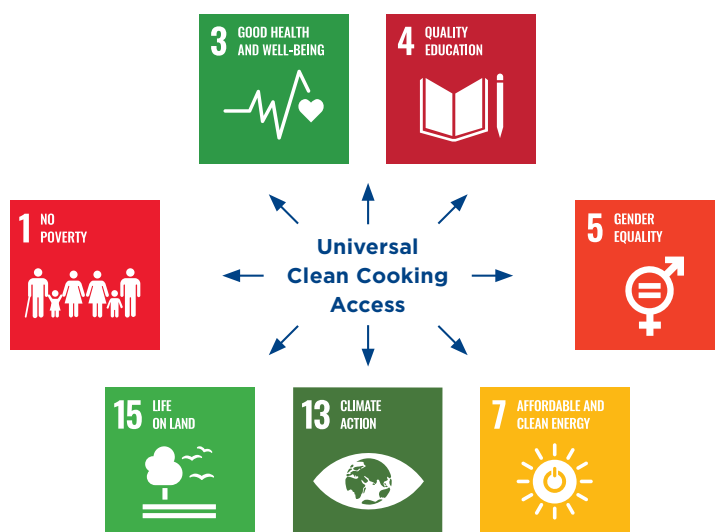 3 GOOD HEALTH
AND WELL-BEING
4 QUALITY
EDUCATION
1 NO
POVERTY
Universal
Clean Cooking
Access
5 GENDER
EQUALITY
15 LIFE
ON LAND
13 CLIMATE
ACTION
7 AFFORDABLE AND
CLEAN ENERGY